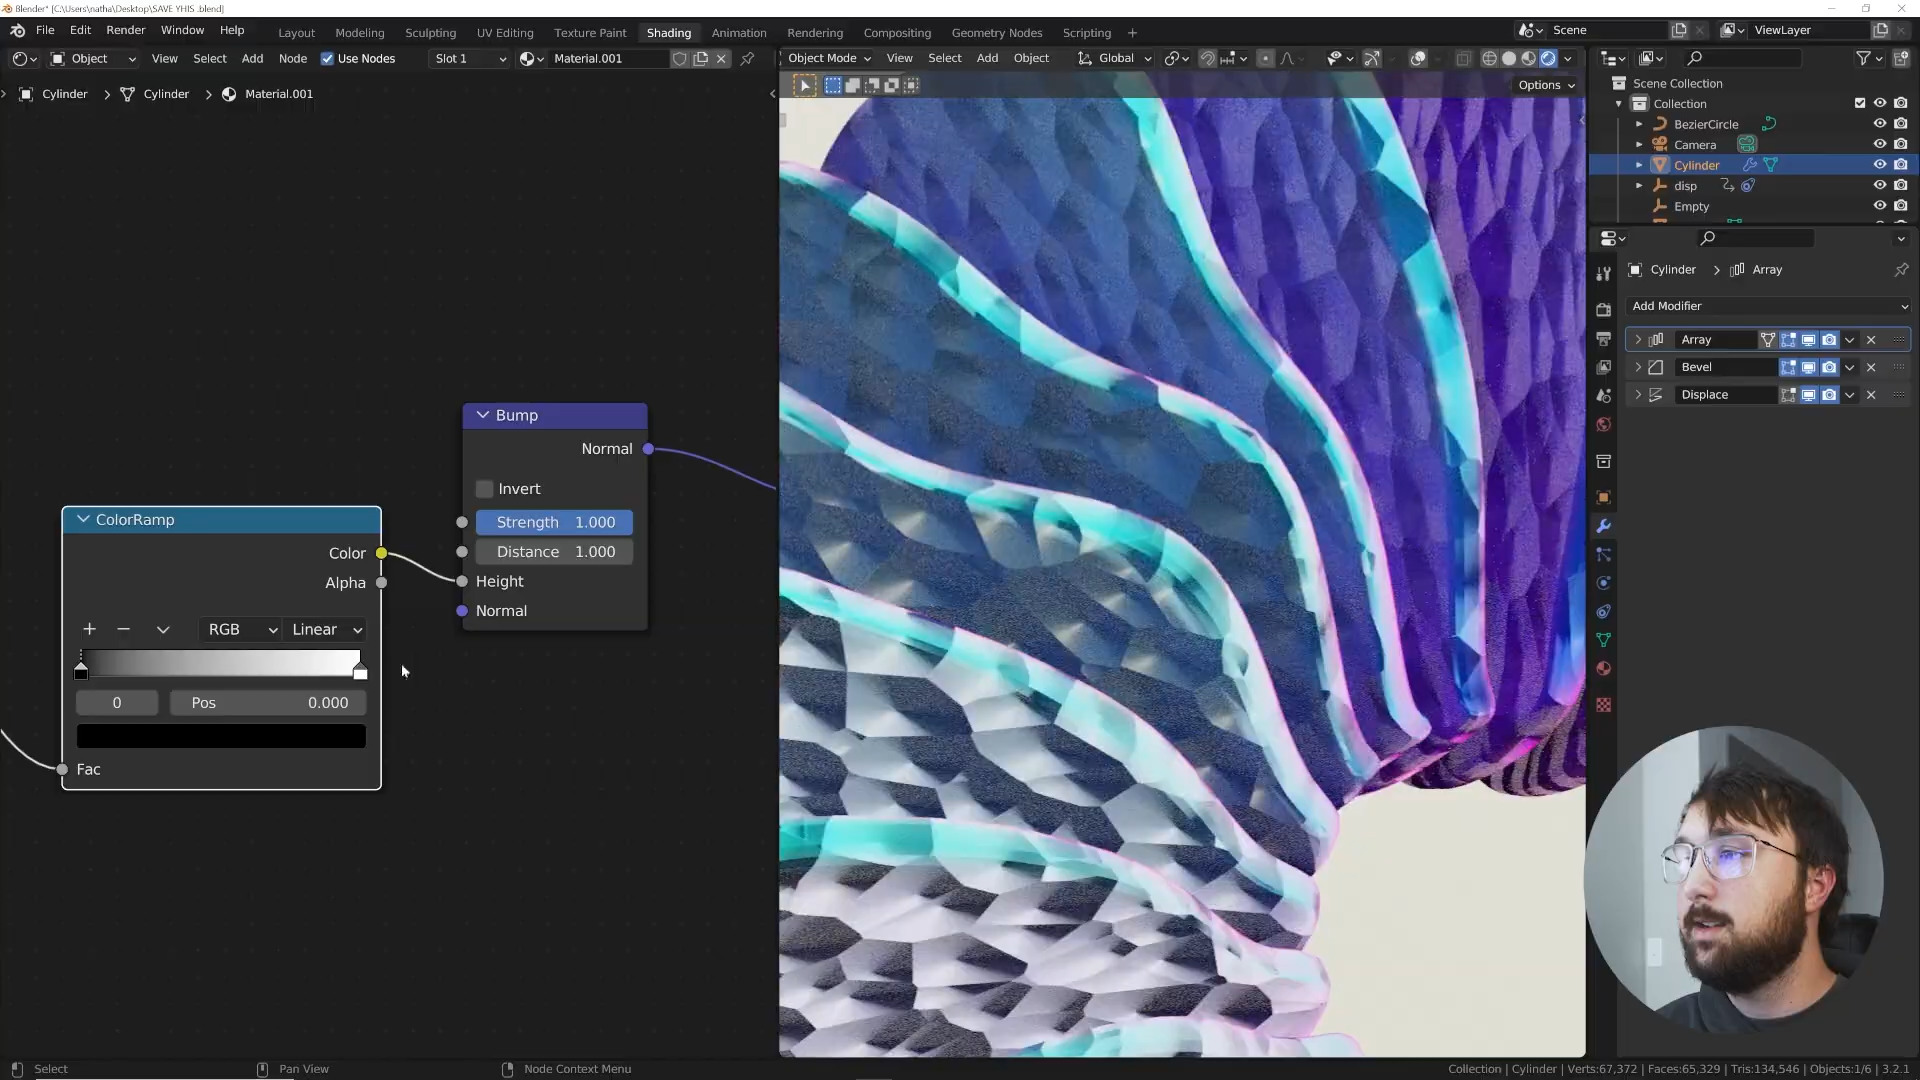 Blender* [C:\Users\natha\Desktop\SAVE YHIS .blend]
File Edit Render Window Help
Layout Modeling Sculpting UV Editing Texture Paint Shading Animation Rendering Compositing Geometry Nodes Scripting +
Scene ViewLayer
Object View Select Add Node Use Nodes Slot 1 Material.001
Object Mode View Select Add Object Global
Options
Cylinder > Cylinder > Material.001
Scene Collection
Collection
BezierCircle
Camera
Cylinder
disp
Empty
Cylinder > Array
Add Modifier
Array
Bevel
Displace
Bump
Normal
Invert
Strength 1.000
Distance 1.000
Height
Normal
ColorRamp
Color
Alpha
RGB Linear
0 Pos 0.000
Fac
Select Pan View Node Context Menu
Collection | Cylinder | Verts:67,372 | Faces:65,329 | Tris:134,546 | Objects:1/6 | 3.2.1